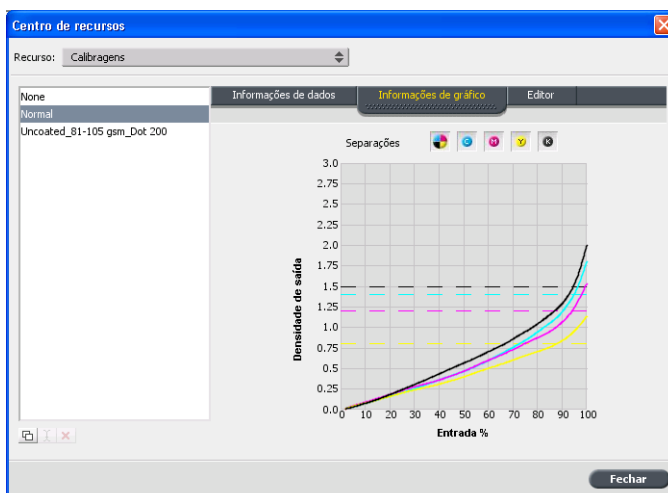 Centro de recursos
Recurso: Calibragens
None
Normal
Uncoated_81-105 gsm_Dot 200
Informações de dados Informações de gráfico Editor
Separações C M Y K
3.0
2.75
2.5
2.25
2.0
1.75
1.5
1.25
1.0
0.75
0.5
0.25
0.0
Densidade de saída
0 10 20 30 40 50 60 70 80 90 100
Entrada %
Fechar